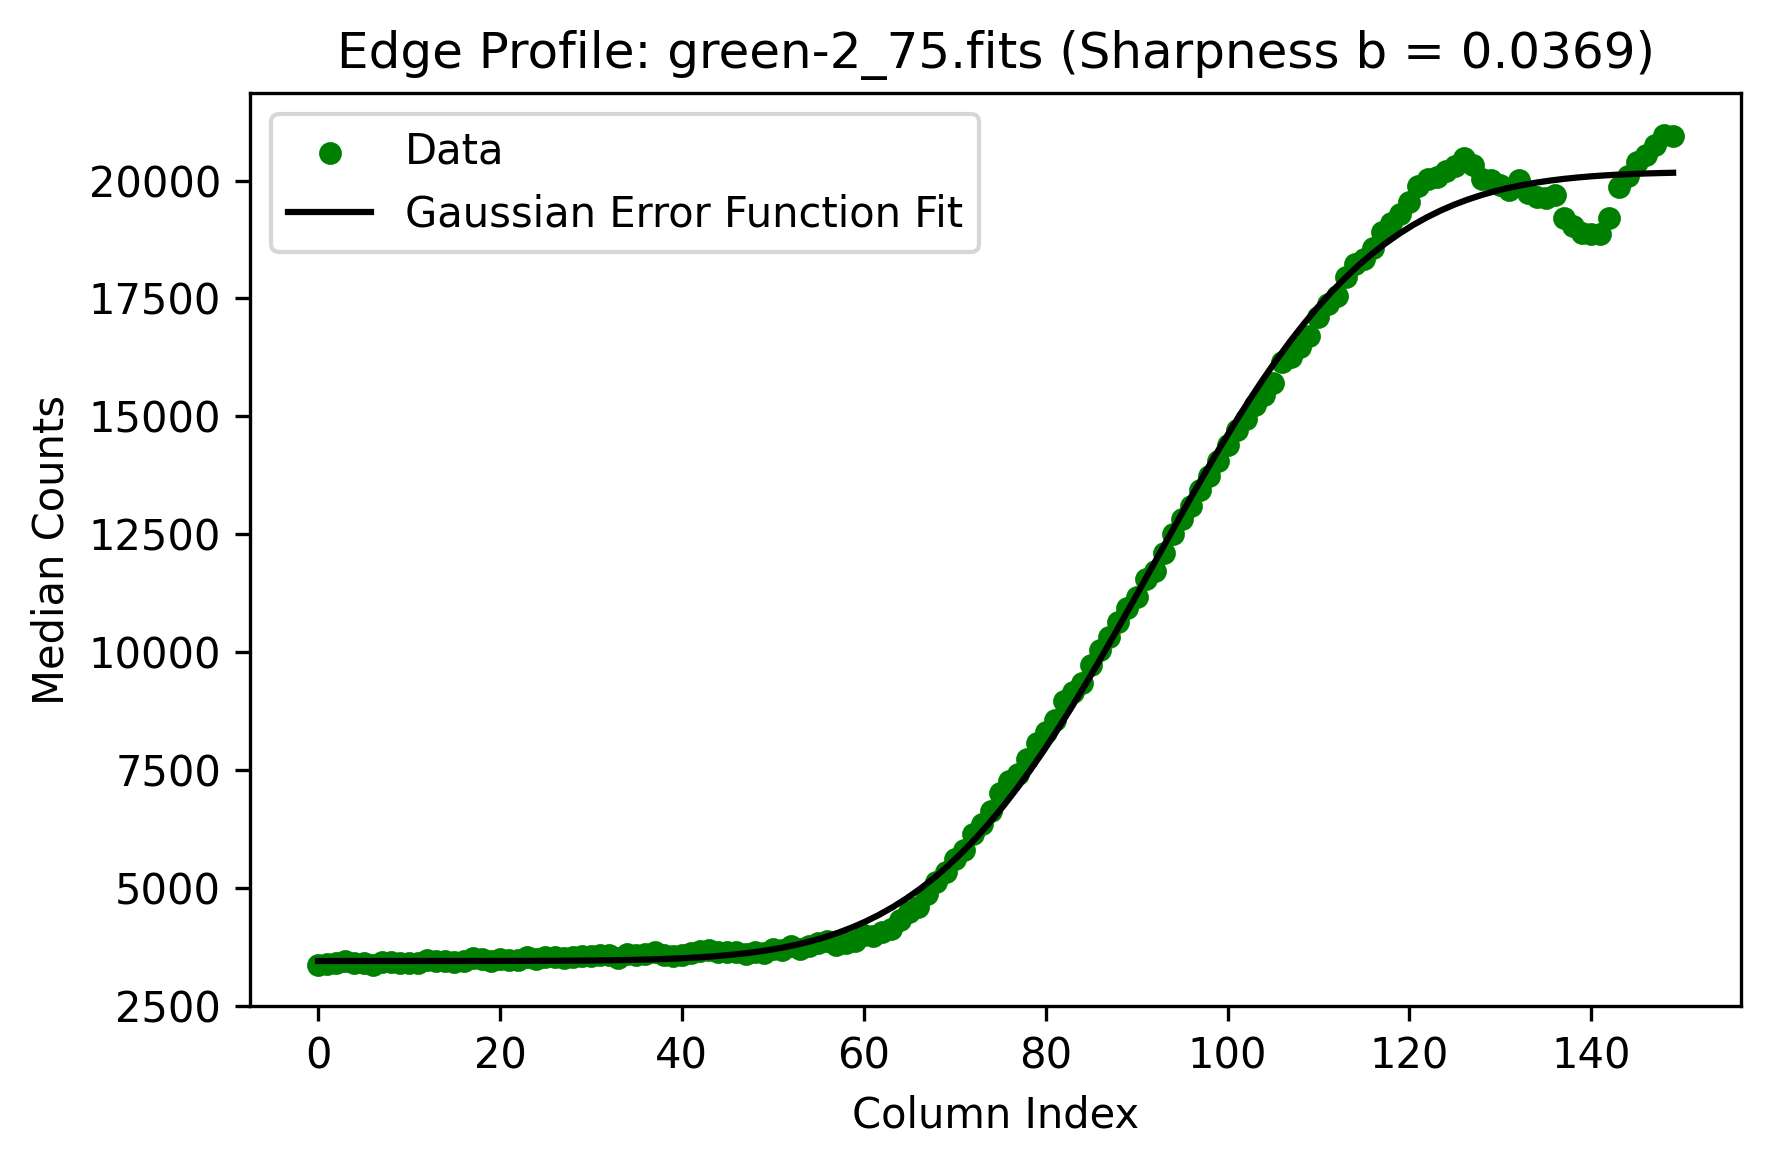 Edge Profile: green-2_75.fits (Sharpness b = 0.0369)
Data
Gaussian Error Function Fit
Median Counts
20000
17500
15000
12500
10000
7500
5000
2500
0 20 40 60 80 100 120 140
Column Index